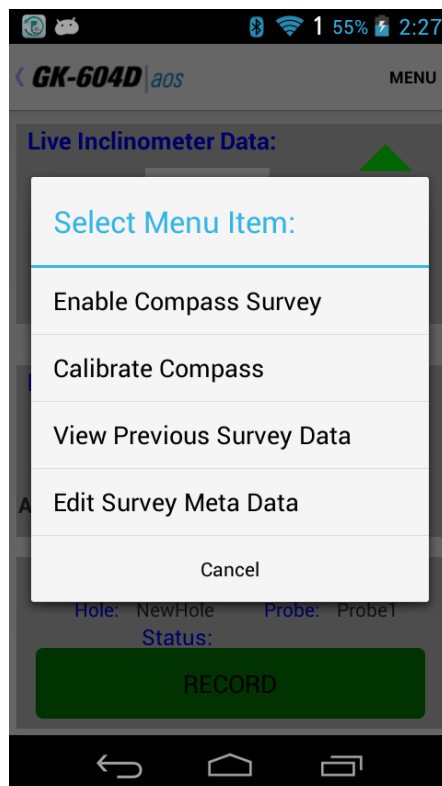 1 55% 2:27
GK-604D aos MENU
Live Inclinometer Data:
Select Menu Item:
Enable Compass Survey
Calibrate Compass
View Previous Survey Data
A Edit Survey Meta Data
Cancel
Hole: NewHole Probe: Probe1
Status:
RECORD